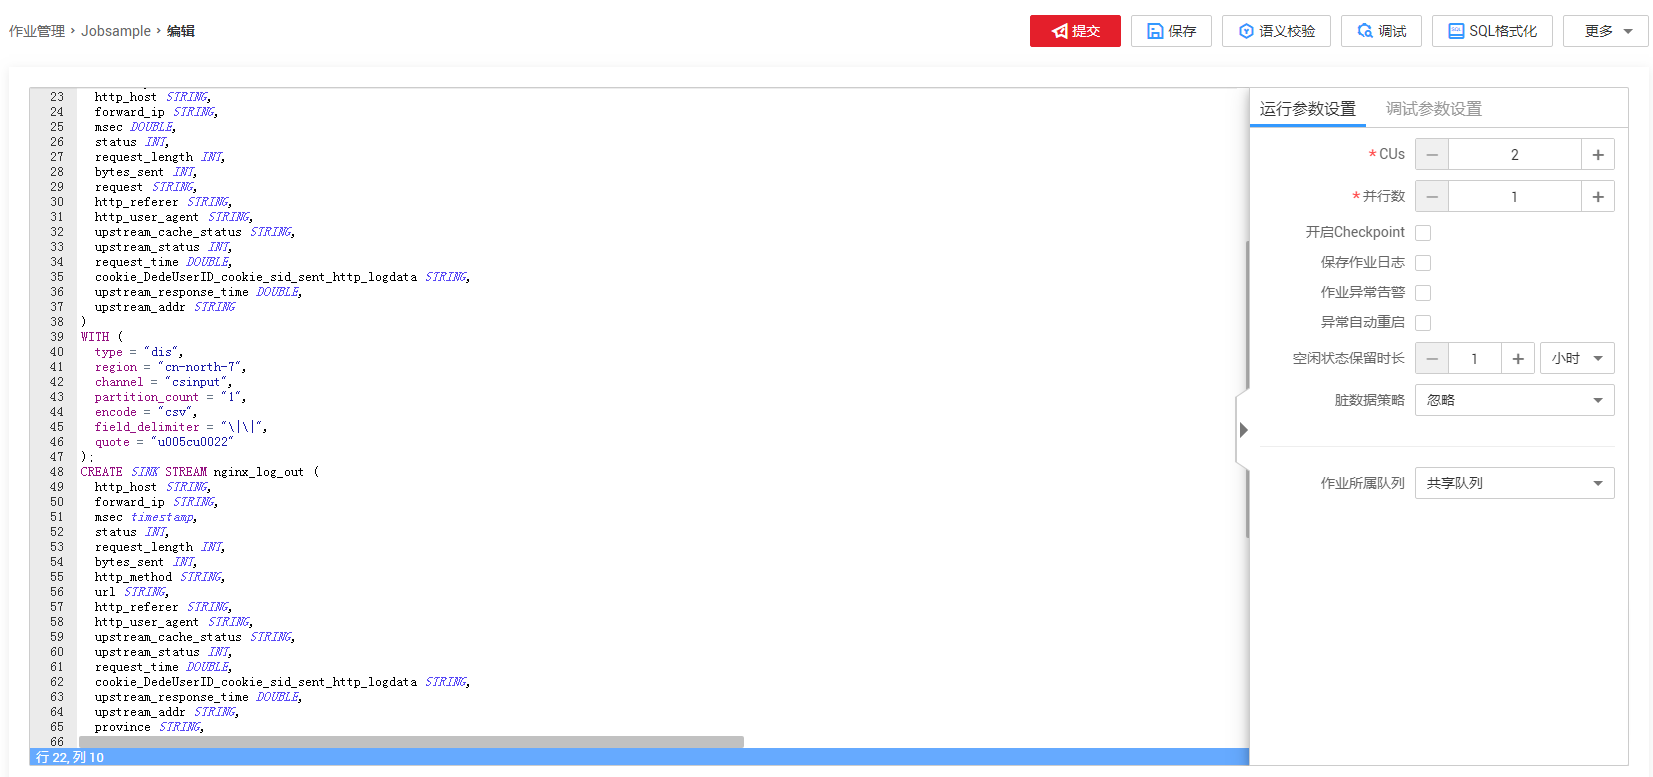 作业管理 › Jobsample › 编辑
提交 保存 语义校验 调试 SQL格式化 更多
23 http_host STRING,
24 forward_ip STRING,
25 msec DOUBLE,
26 status INT,
27 request_length INT,
28 bytes_sent INT,
29 request STRING,
30 http_referer STRING,
31 http_user_agent STRING,
32 upstream_cache_status STRING,
33 upstream_status INT,
34 request_time DOUBLE,
35 cookie_DedeUserID_cookie_sid_sent_http_logdata STRING,
36 upstream_response_time DOUBLE,
37 upstream_addr STRING
38 )
39 WITH (
40 type = "dis",
41 region = "cn-north-7",
42 channel = "csinput",
43 partition_count = "1",
44 encode = "csv",
45 field_delimiter = "\|\|",
46 quote = "u005cu0022"
47 );
48 CREATE SINK STREAM nginx_log_out (
49 http_host STRING,
50 forward_ip STRING,
51 msec timestamp,
52 status INT,
53 request_length INT,
54 bytes_sent INT,
55 http_method STRING,
56 url STRING,
57 http_referer STRING,
58 http_user_agent STRING,
59 upstream_cache_status STRING,
60 upstream_status INT,
61 request_time DOUBLE,
62 cookie_DedeUserID_cookie_sid_sent_http_logdata STRING,
63 upstream_response_time DOUBLE,
64 upstream_addr STRING,
65 province STRING,
66
行 22, 列 10
运行参数设置 调试参数设置
*CUs 2
*并行数 1
开启Checkpoint
保存作业日志
作业异常告警
异常自动重启
空闲状态保留时长 1 小时
脏数据策略 忽略
作业所属队列 共享队列